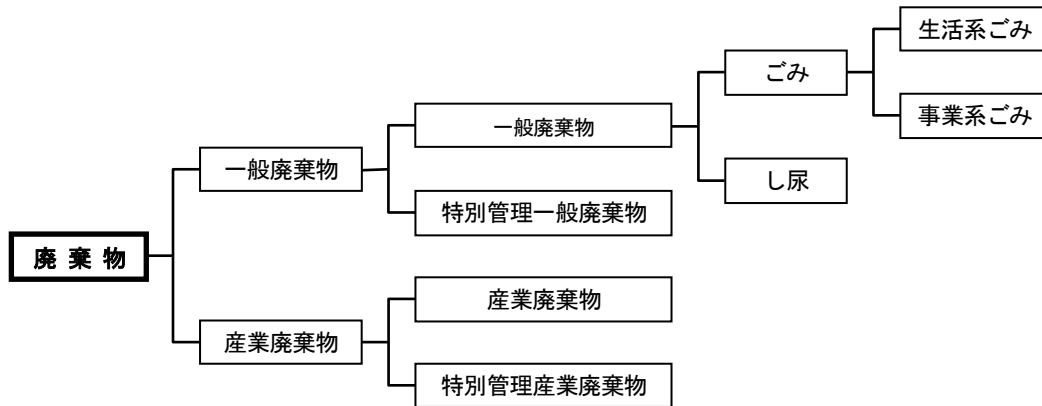 生活系ごみ
ごみ
事業系ごみ
一般廃棄物
一般廃棄物
し尿
特別管理一般廃棄物
廃棄物
産業廃棄物
産業廃棄物
特別管理産業廃棄物